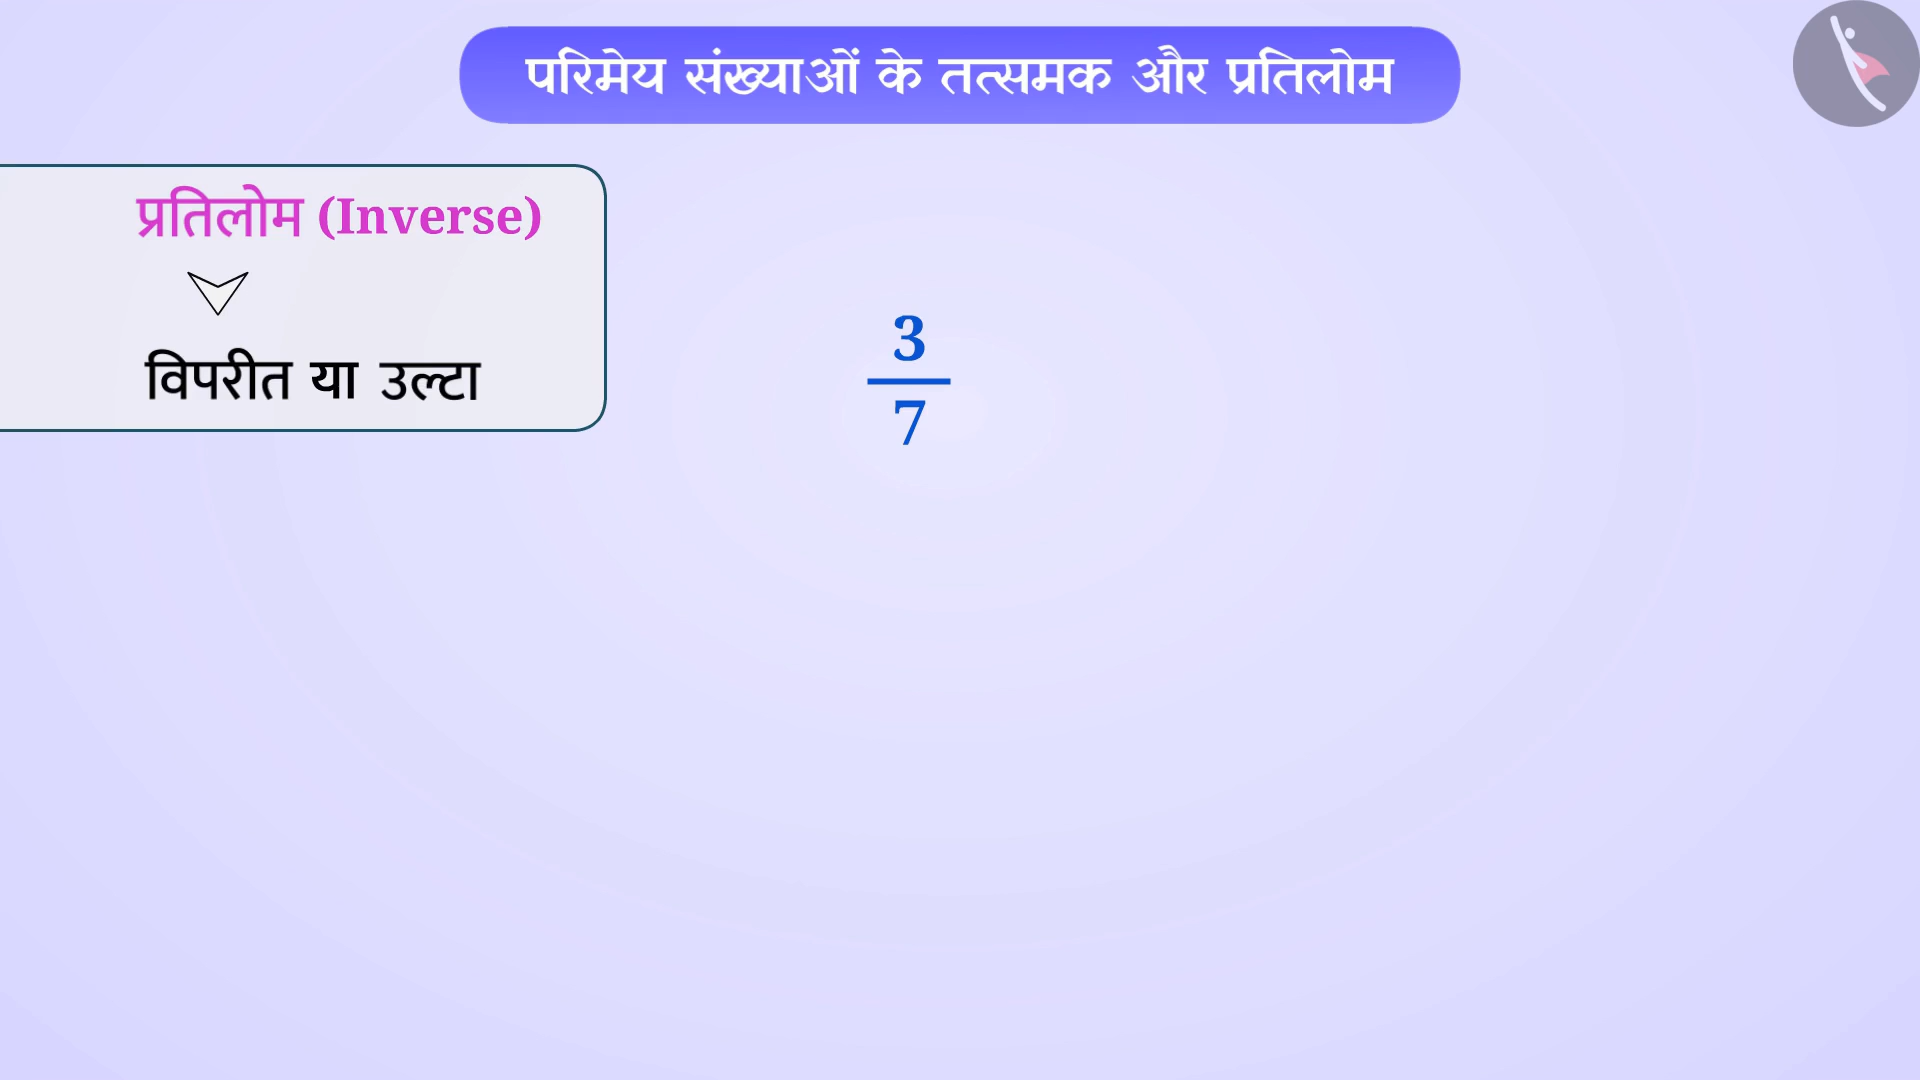 परिमेय संख्याओं के तत्समक और प्रतिलोम
प्रतिलोम (Inverse)
विपरीत या उल्टा
3
7